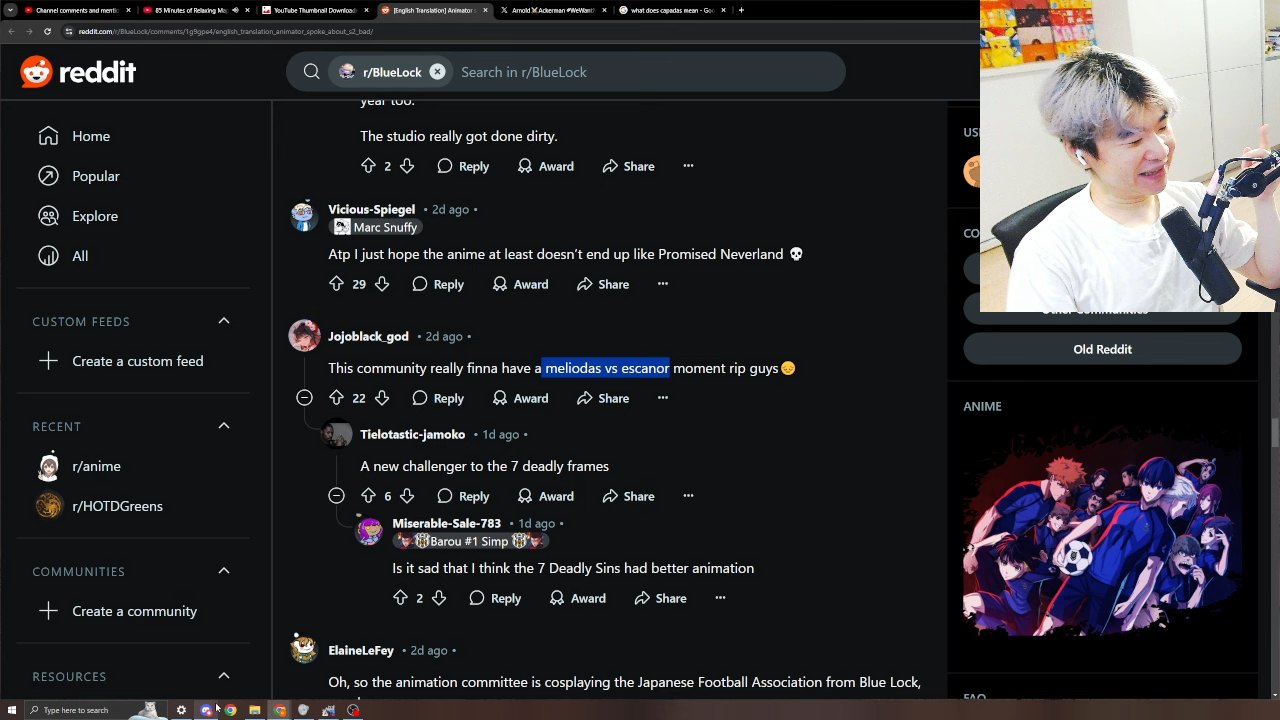 Channel comments and menti
85 Minutes of Relaxing Ma
YouTube Thumbnail Download
[English Translation] Animator
Arnold Ackerman #WeWant
what does capadas mean - Go
reddit.com/r/BlueLock/comments/1g9gpe4/english_translation_animator_spoke_about_s2_bad/
reddit
r/BlueLock
Search in r/BlueLock
Home
Popular
Explore
All
CUSTOM FEEDS
Create a custom feed
RECENT
r/anime
r/HOTDGreens
COMMUNITIES
Create a community
RESOURCES
year too.
The studio really got done dirty.
2 Reply Award Share
Vicious-Spiegel • 2d ago •
Marc Snuffy
Atp I just hope the anime at least doesn't end up like Promised Neverland 💀
29 Reply Award Share
Jojoblack_god • 2d ago •
This community really finna have a meliodas vs escanor moment rip guys😔
22 Reply Award Share
Tielotastic-jamoko • 1d ago •
A new challenger to the 7 deadly frames
6 Reply Award Share
Miserable-Sale-783 • 1d ago •
Barou #1 Simp
Is it sad that I think the 7 Deadly Sins had better animation
2 Reply Award Share
ElaineLeFey • 2d ago •
Oh, so the animation committee is cosplaying the Japanese Football Association from Blue Lock,
Old Reddit
ANIME
FAQ
Type here to search